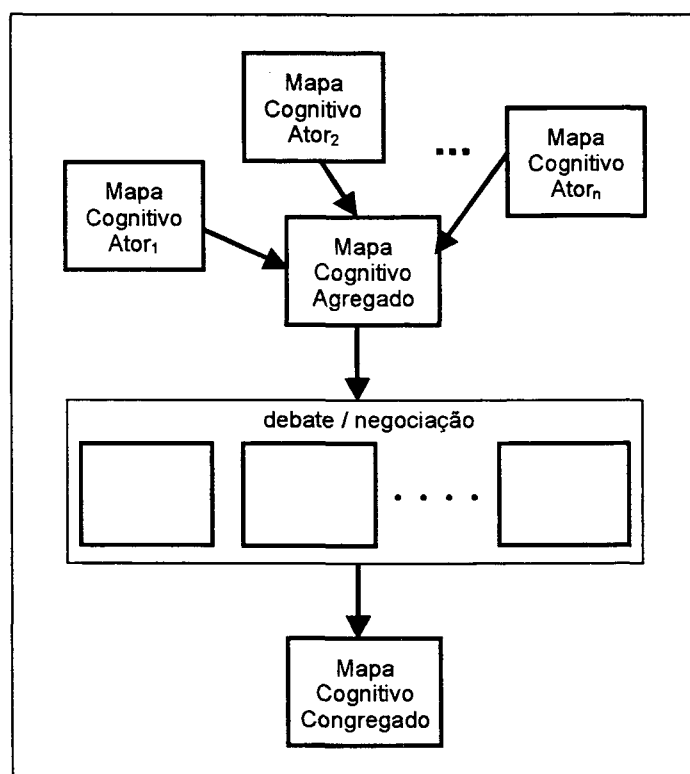 Mapa
Cognitivo
Ator₂
...
Mapa
Cognitivo
Atorₙ
Mapa
Cognitivo
Ator₁
Mapa
Cognitivo
Agregado
debate / negociação
. . . .
Mapa
Cognitivo
Congregado